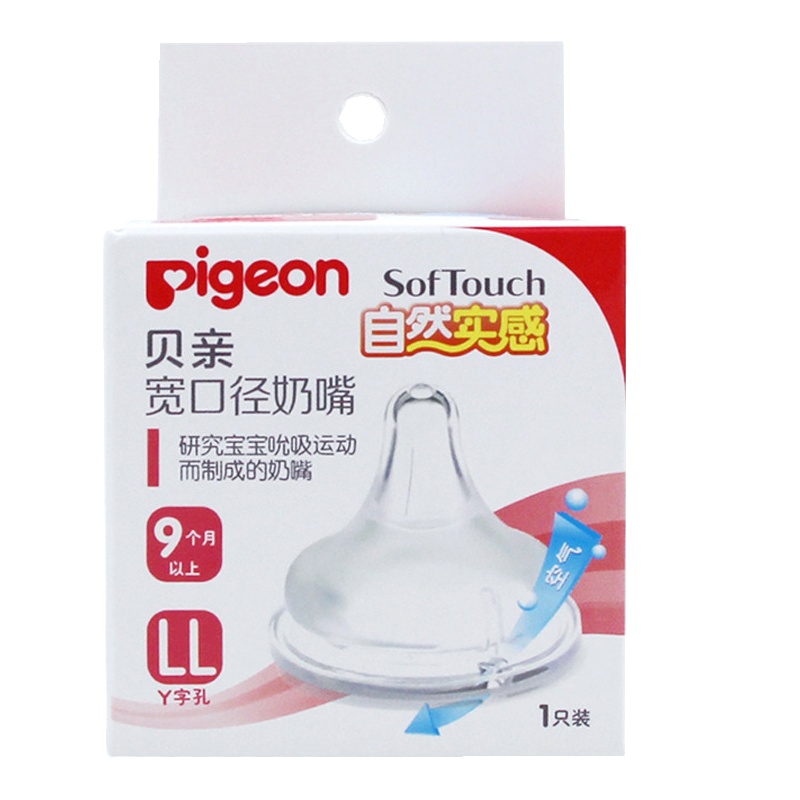 pigeon
SofTouch
自然实感
贝亲
宽口径奶嘴
研究宝宝吮吸运动
而制成的奶嘴
9个月
以上
LL
Y字孔
空气
1只装